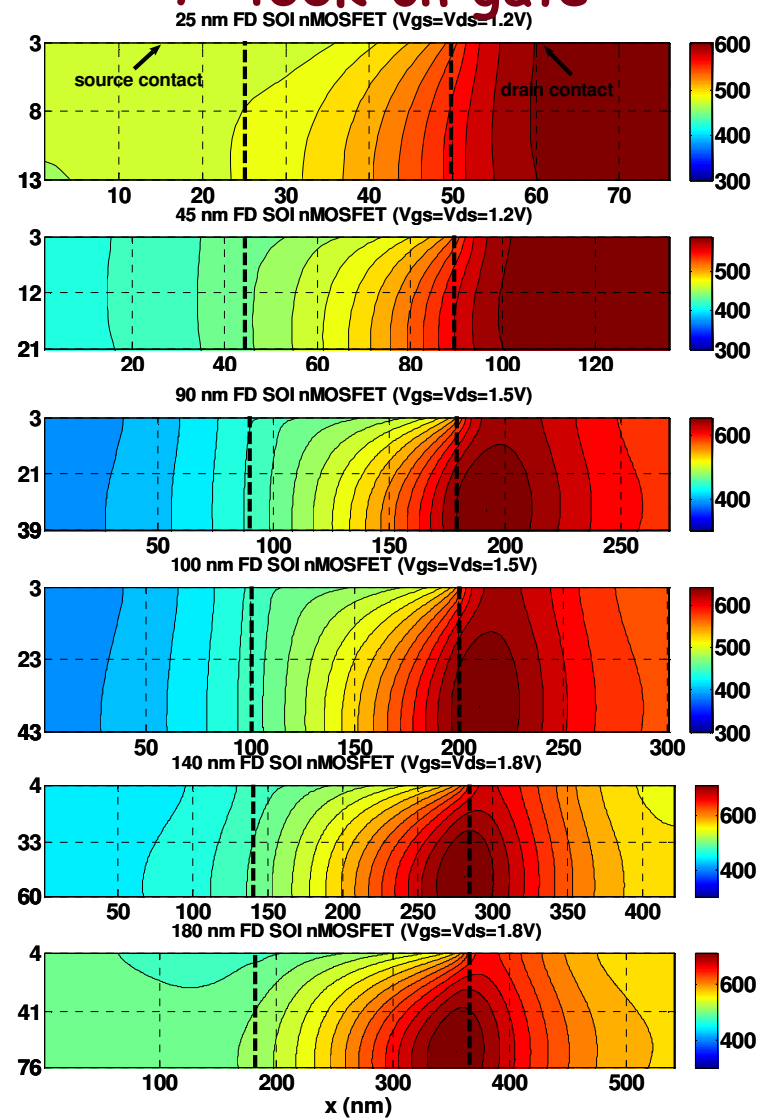 25 nm FD SOI nMOSFET (Vgs=Vds=1.2V)
3
8
13
source contact
drain contact
10 20 30 40 50 60 70
600
500
400
300
45 nm FD SOI nMOSFET (Vgs=Vds=1.2V)
3
12
21
20 40 60 80 100 120
500
400
300
90 nm FD SOI nMOSFET (Vgs=Vds=1.5V)
3
21
39
50 100 150 200 250
600
400
100 nm FD SOI nMOSFET (Vgs=Vds=1.5V)
3
23
43
50 100 150 200 250 300
600
500
400
300
140 nm FD SOI nMOSFET (Vgs=Vds=1.8V)
4
33
60
50 100 150 200 250 300 350 400
600
400
180 nm FD SOI nMOSFET (Vgs=Vds=1.8V)
4
41
76
100 200 300 400 500
600
400
x (nm)